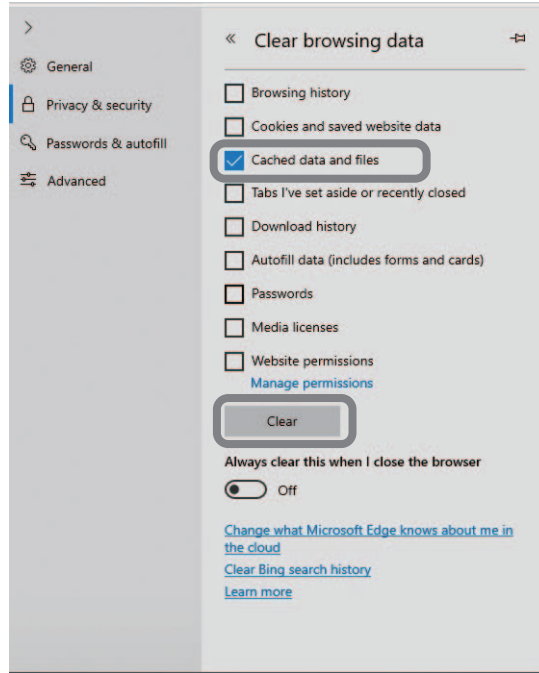 General
Privacy & security
Passwords & autofill
Advanced
Clear browsing data
Browsing history
Cookies and saved website data
Cached data and files
Tabs I've set aside or recently closed
Download history
Autofill data (includes forms and cards)
Passwords
Media licenses
Website permissions
Manage permissions
Clear
Always clear this when I close the browser
Off
Change what Microsoft Edge knows about me in
the cloud
Clear Bing search history
Learn more